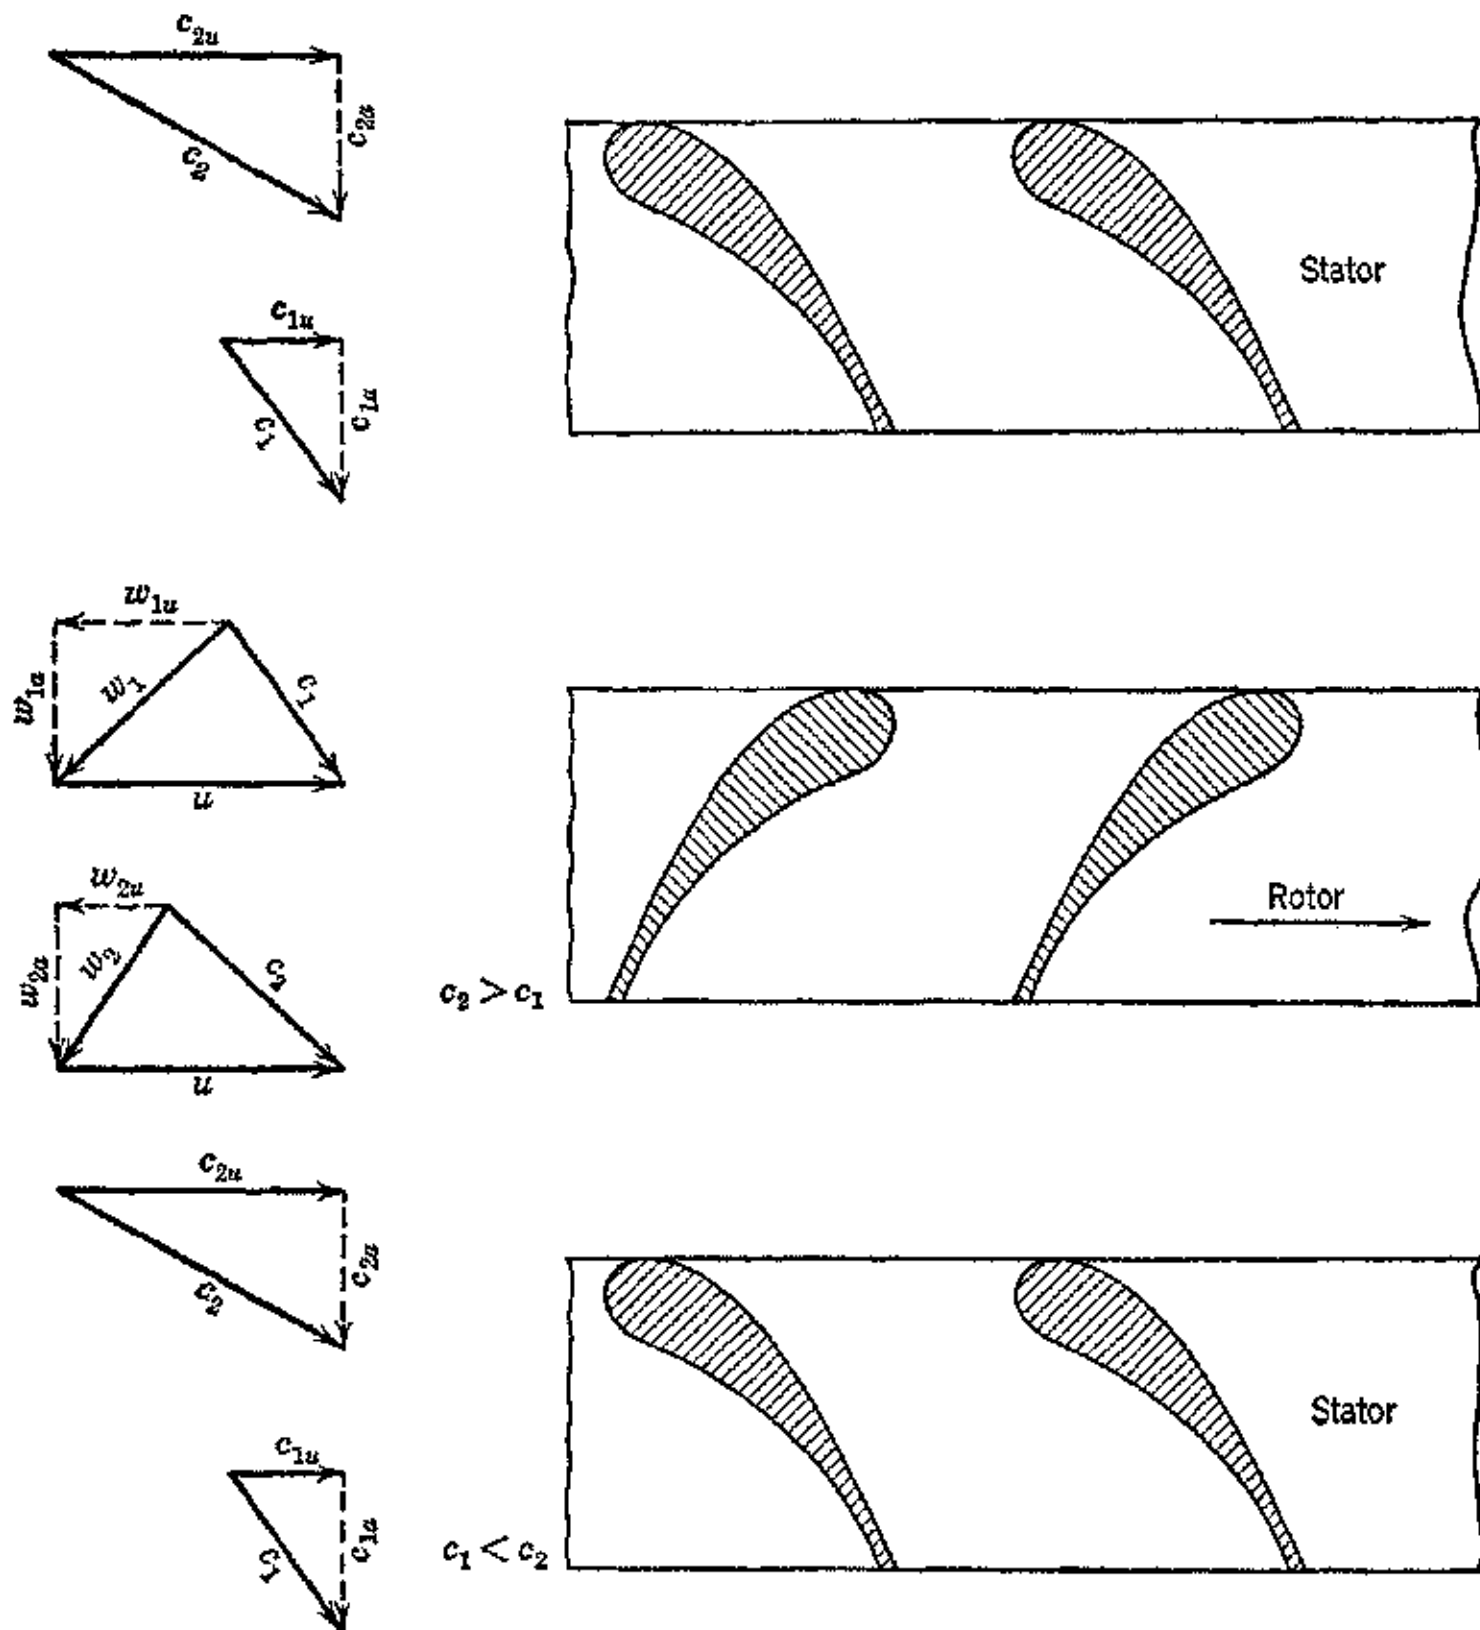 c₂ᵤ
c₂ₐ
c₂
Stator
c₁ᵤ
c₁ₐ
c₁
w₁ᵤ
w₁ₐ
w₁
c₁
u
w₂ᵤ
w₂ₐ
w₂
c₂
u
Rotor
c₂ > c₁
c₂ᵤ
c₂ₐ
c₂
Stator
c₁ᵤ
c₁ₐ
c₁
c₁ < c₂